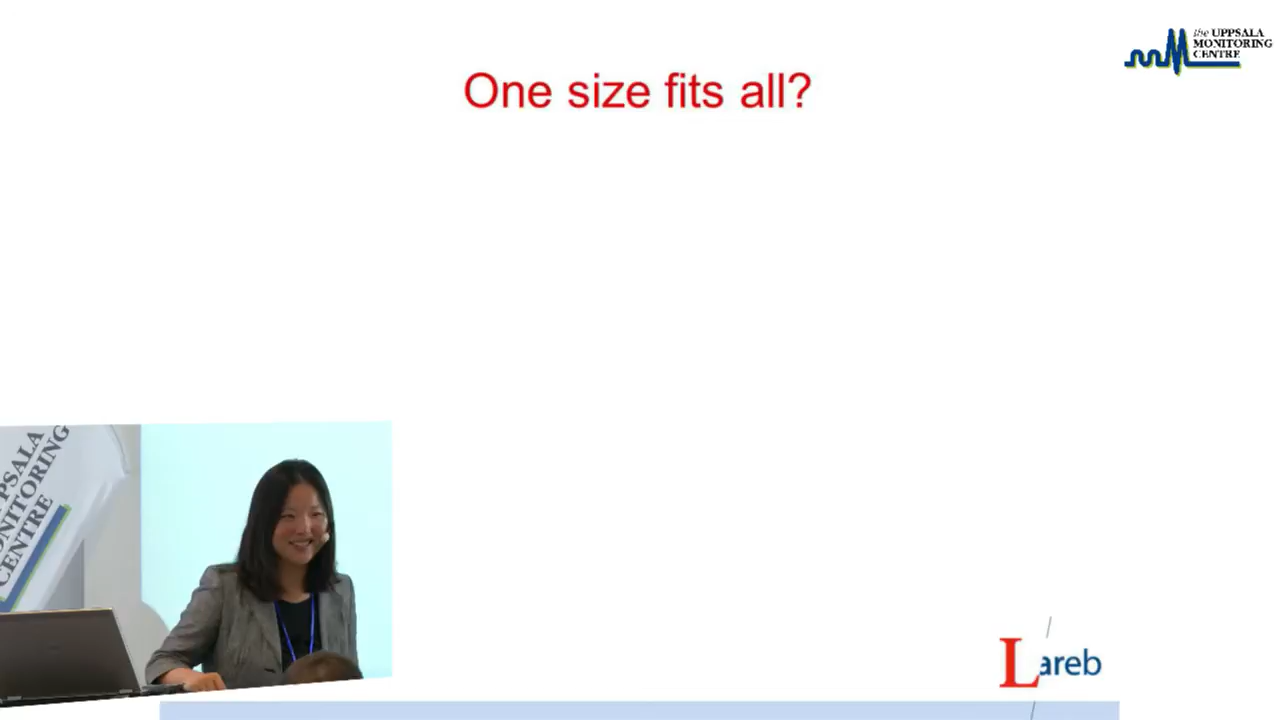 One size fits all?
the UPPSALA
MONITORING
CENTRE
UPPSALA
MONITORING
CENTRE
Lareb